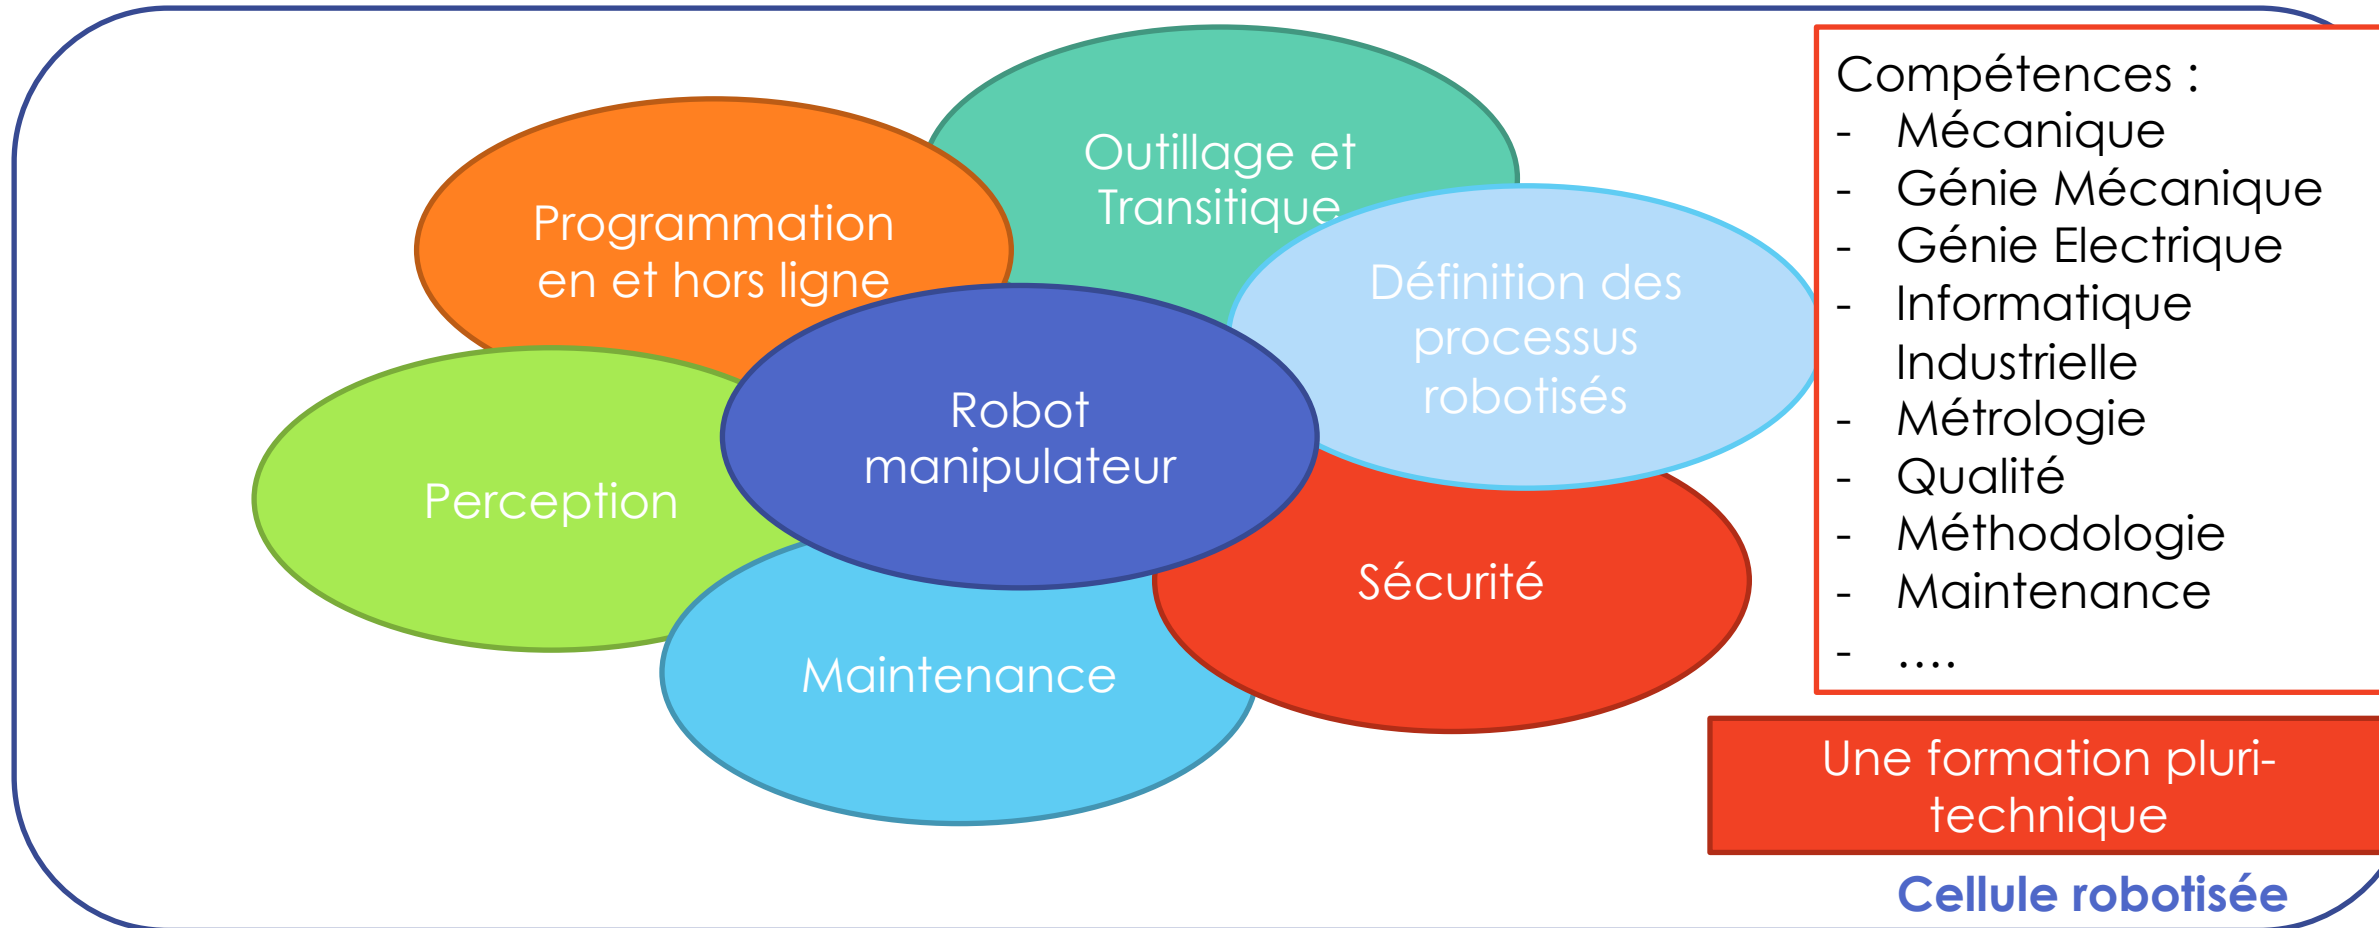 Outillage et
Transitique
Programmation
en et hors ligne
Définition des
processus
robotisés
Robot
manipulateur
Perception
Sécurité
Maintenance
Compétences :
- Mécanique
- Génie Mécanique
- Génie Electrique
- Informatique
Industrielle
- Métrologie
- Qualité
- Méthodologie
- Maintenance
- ....
Une formation pluri-
technique
Cellule robotisée